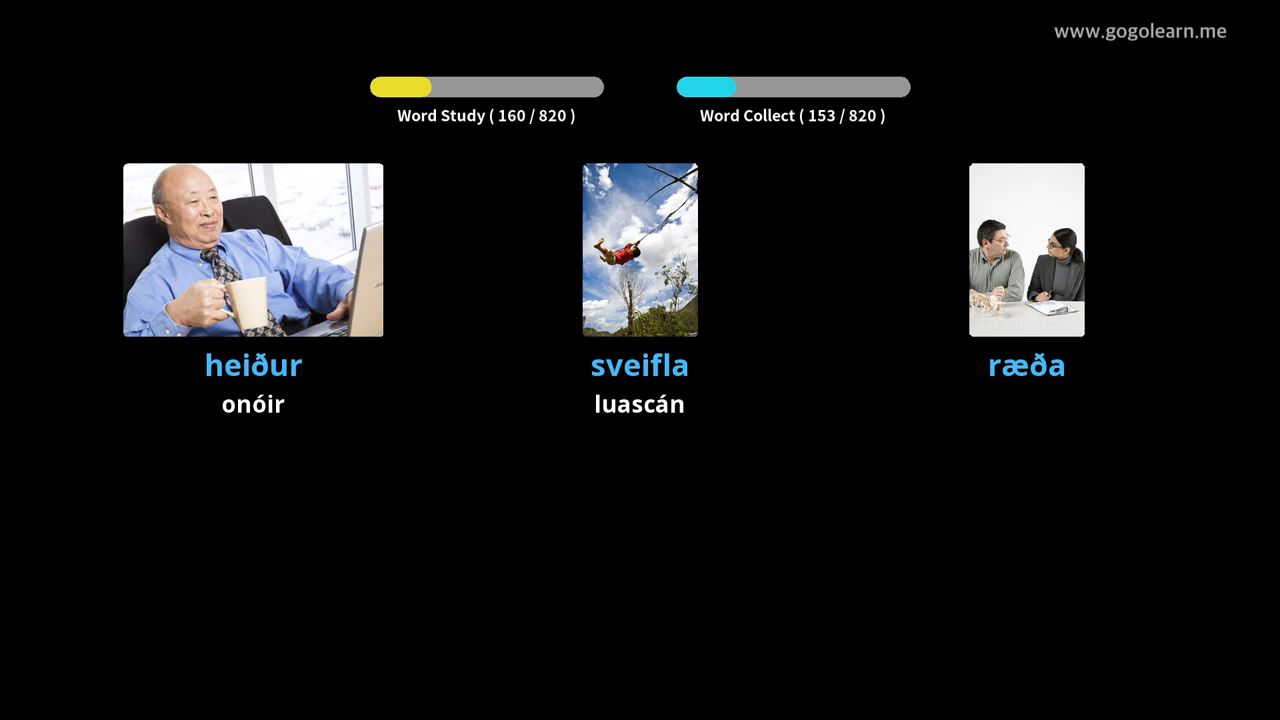 www.gogolearn.me
Word Study ( 160 / 820 )
Word Collect ( 153 / 820 )
heiður
sveifla
ræða
onóir
luascán